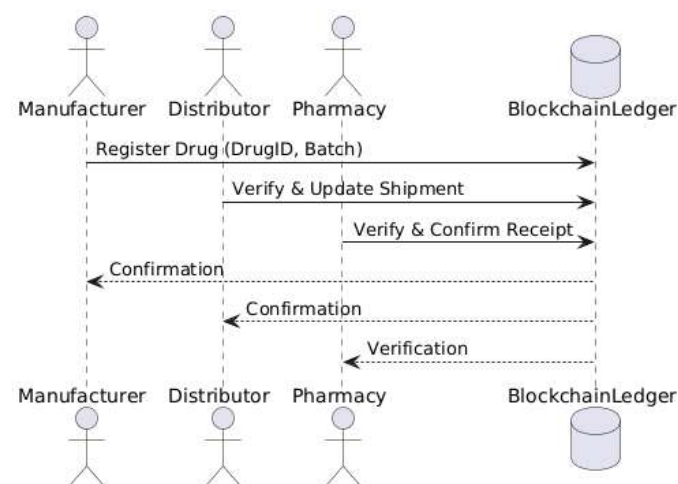 Manufacturer Distributor Pharmacy BlockchainLedger
Register Drug (DrugID, Batch)
Verify & Update Shipment
Verify & Confirm Receipt
Confirmation
Confirmation
Verification
Manufacturer Distributor Pharmacy BlockchainLedger